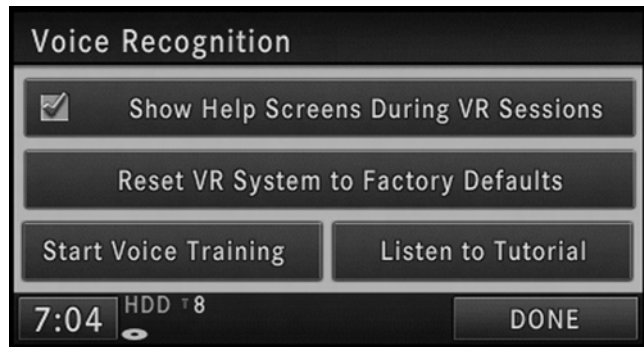 Voice Recognition
Show Help Screens During VR Sessions
Reset VR System to Factory Defaults
Start Voice Training
Listen to Tutorial
7:04
HDD T8
DONE